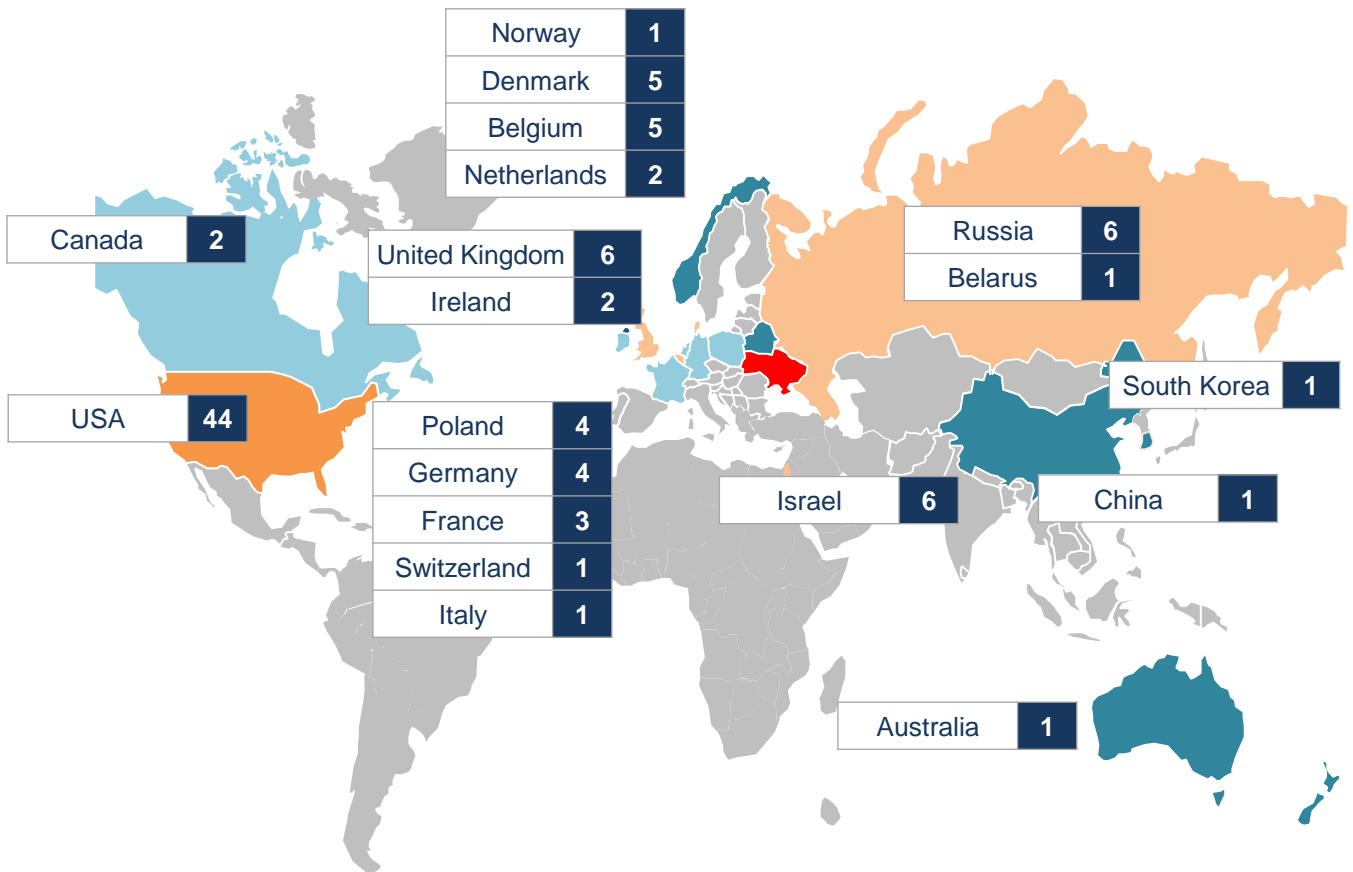 Norway 1
Denmark 5
Belgium 5
Netherlands 2
Canada 2
United Kingdom 6
Ireland 2
Russia 6
Belarus 1
South Korea 1
USA 44
Poland 4
Germany 4
France 3
Switzerland 1
Italy 1
Israel 6
China 1
Australia 1